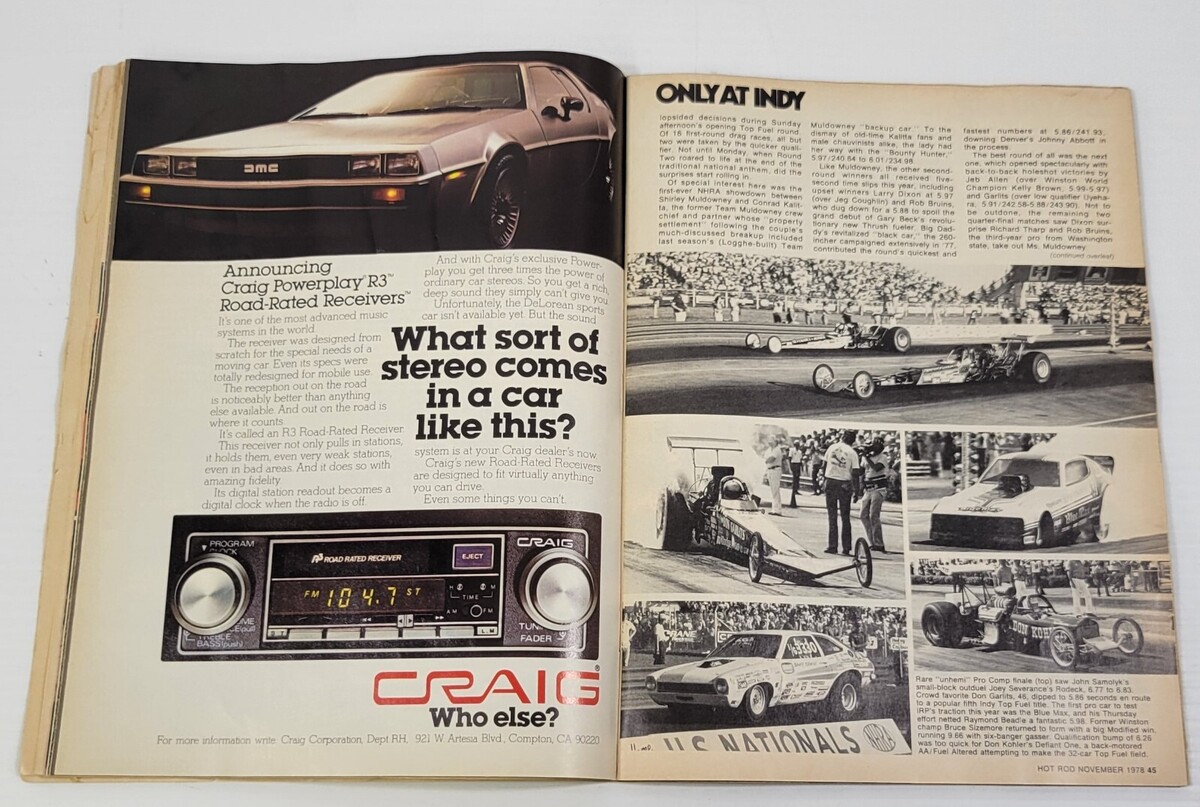 DMC
Announcing
Craig Powerplay® R3™
Road-Rated Receivers™
It's one of the most advanced music
systems in the world.
The receiver was designed from
scratch for the special needs of a
moving car. Even its specs were
totally redesigned for mobile use.
The reception out on the road
is noticeably better than anything
else available. And out on the road is
where it counts.
It's called an R3 Road-Rated Receiver.
This receiver not only pulls in stations,
it holds them, even very weak stations,
even in bad areas. And it does so with
amazing fidelity.
Its digital station readout becomes a
digital clock when the radio is off.
And with Craig's exclusive Power-
play you get three times the power of
ordinary car stereos. So you get a rich,
deep sound they simply can't give you.
Unfortunately, the DeLorean sports
car isn't available yet. But the sound
What sort of
stereo comes
in a car
like this?
system is at your Craig dealer's now.
Craig's new Road-Rated Receivers
are designed to fit virtually anything
you can drive.
Even some things you can't.
PROGRAM
CLOCK
R3 ROAD RATED RECEIVER
EJECT
CRAIG
FM 104.7 ST
H M
TIME
AM FM
TREBLE
BASS (push)
ST
L.M
FADER
CRAIG®
Who else?
For more information write: Craig Corporation, Dept RH, 921 W Artesia Blvd., Compton, CA 90220
ONLY AT INDY
lopsided decisions during Sunday
afternoon's opening Top Fuel round.
Of 16 first-round drag races, all but
two were taken by the quicker quali-
fier. Not until Monday, when Round
Two roared to life at the end of the
traditional national anthem, did the
surprises start rolling in.
Of special interest here was the
first-ever NHRA showdown between
Shirley Muldowney and Conrad Kalit-
ta, the former Team Muldowney crew
chief and partner whose "property
settlement" following the couple's
much-discussed breakup included
last season's (Logghe-built) Team
Muldowney "backup car." To the
dismay of old-time Kalitta fans and
male chauvinists alike, the lady had
her way with the "Bounty Hunter,"
5.97/240.64 to 6.01/234.98.
Like Muldowney, the other second-
round winners all received five-
second time slips this year, including
upset winners Larry Dixon at 5.97
(over Jeg Coughlin) and Rob Bruins,
who dug down for a 5.88 to spoil the
grand debut of Gary Beck's revolu-
tionary new Thrush fueler. Big Dad-
dy's revitalized "black car," the 260-
incher campaigned extensively in '77,
contributed the round's quickest and
fastest numbers at 5.86/241.93,
downing Denver's Johnny Abbott in
the process.
The best round of all was the next
one, which opened spectacularly with
back-to-back holeshot victories by
Jeb Allen (over Winston World
Champion Kelly Brown, 5.99-5.97)
and Garlits (over low qualifier Uyeha-
ra, 5.91/242.58-5.88/243.90). Not to
be outdone, the remaining two
quarter-final matches saw Dixon sur-
prise Richard Tharp and Rob Bruins,
the third-year pro from Washington
state, take out Ms. Muldowney.
(continued overleaf)
DON KOHLER
U.S. NATIONALS
NHRA
Rare "unhemi" Pro Comp finale (top) saw John Samolyk's
small-block outduel Joey Severance's Rodeck, 6.77 to 6.83.
Crowd favorite Don Garlits, 46, dipped to 5.86 seconds en route
to a popular fifth Indy Top Fuel title. The first pro car to test
IRP's traction this year was the Blue Max, and his Thursday
effort netted Raymond Beadle a fantastic 5.98. Former Winston
champ Bruce Sizemore returned to form with a big Modified win,
running 9.66 with six-banger gasser. Qualification bump of 6.26
was too quick for Don Kohler's Defiant One, a back-motored
AA/Fuel Altered attempting to make the 32-car Top Fuel field.
HOT ROD NOVEMBER 1978 45